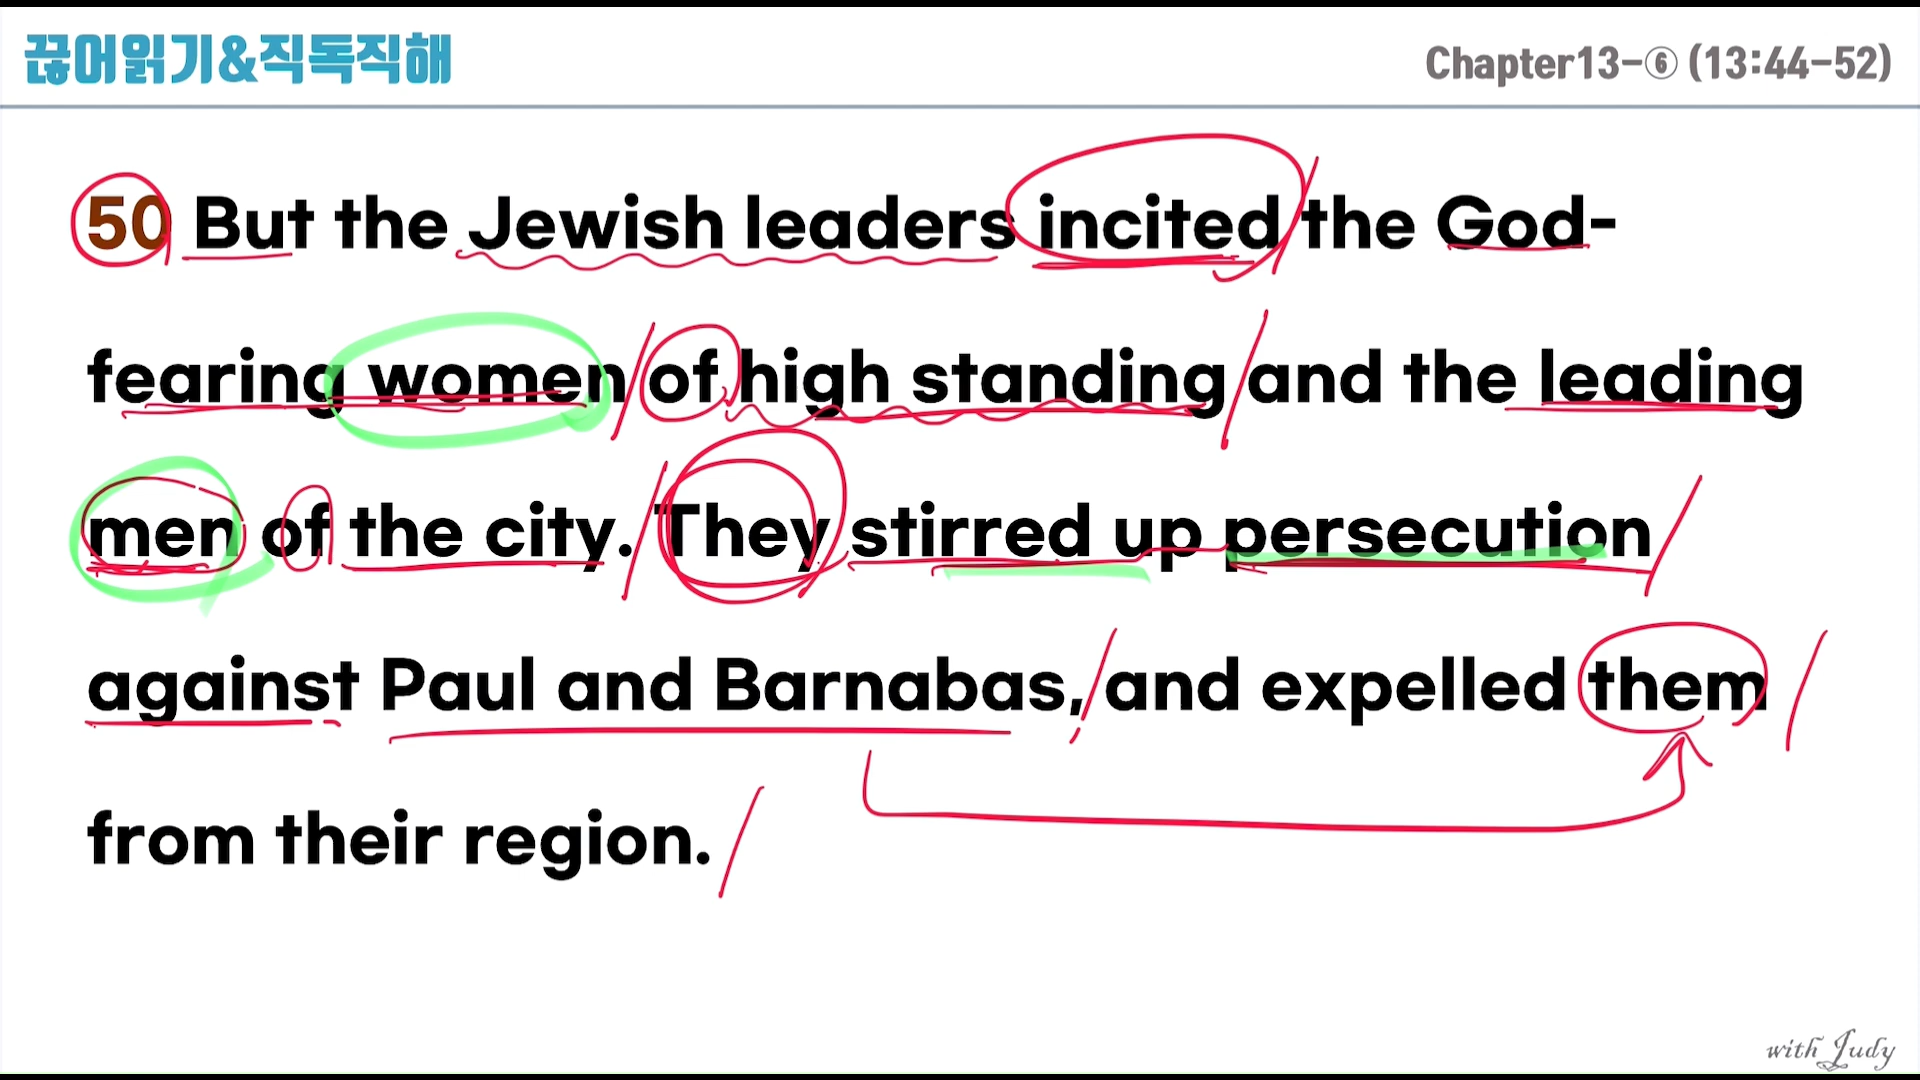 끊어읽기&직독직해
Chapter13-⑥ (13:44-52)
50 But the Jewish leaders incited the God-
fearing women of high standing and the leading
men of the city. They stirred up persecution
against Paul and Barnabas, and expelled them
from their region.
with Judy